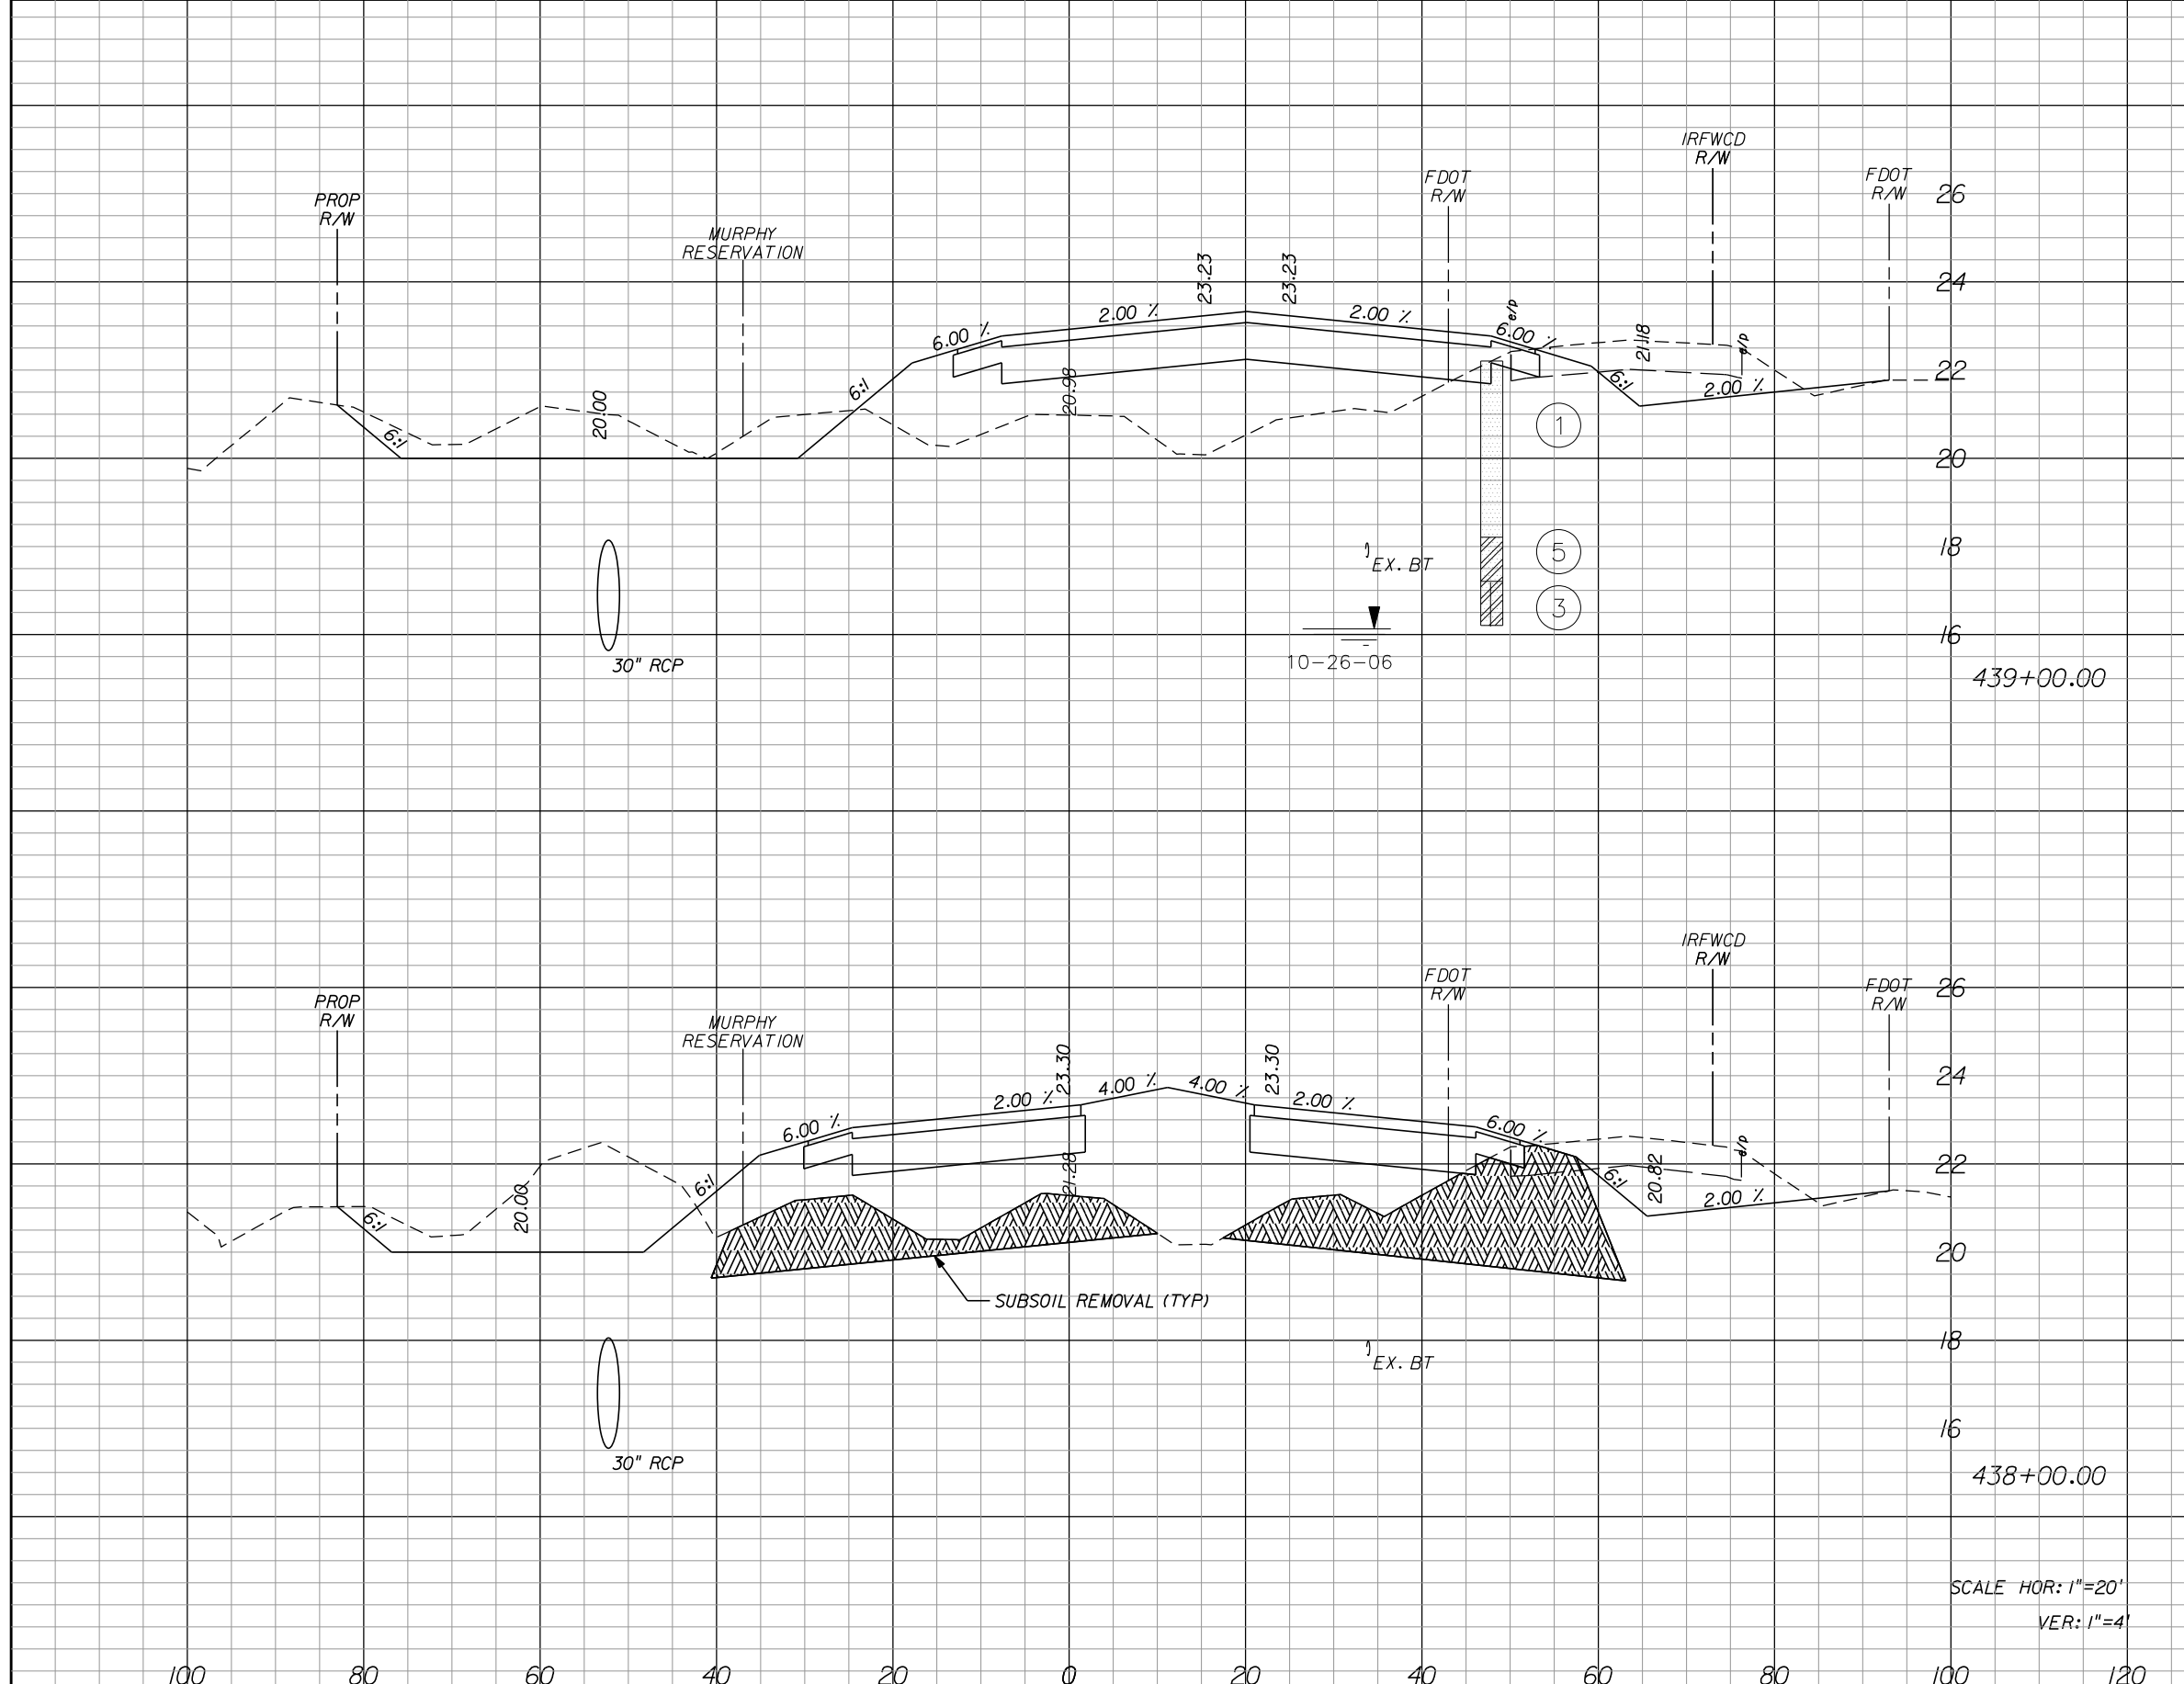 IRFWCD
R/W
FDOT
R/W
FDOT
R/W
26
PROP
R/W
MURPHY
RESERVATION
23.23
23.23
24
6.00 %
2.00 %
2.00 %
e/p
6.00 %
21.18
e/p
22
6:1
20.00
20.98
6:1
2.00 %
6:1
1
20
EX. BT
5
18
3
16
30" RCP
10-26-06
439+00.00
IRFWCD
R/W
FDOT
R/W
FDOT
R/W
26
PROP
R/W
MURPHY
RESERVATION
23.30
23.30
24
6.00 %
2.00 %
4.00 %
4.00 %
2.00 %
6.00 %
e/p
22
6:1
21.28
6:1
20.82
2.00 %
6:1
20.00
20
SUBSOIL REMOVAL (TYP)
EX. BT
18
16
30" RCP
438+00.00
SCALE HOR: 1"=20'
VER: 1"=4'
100 80 60 40 20 0 20 40 60 80 100 120